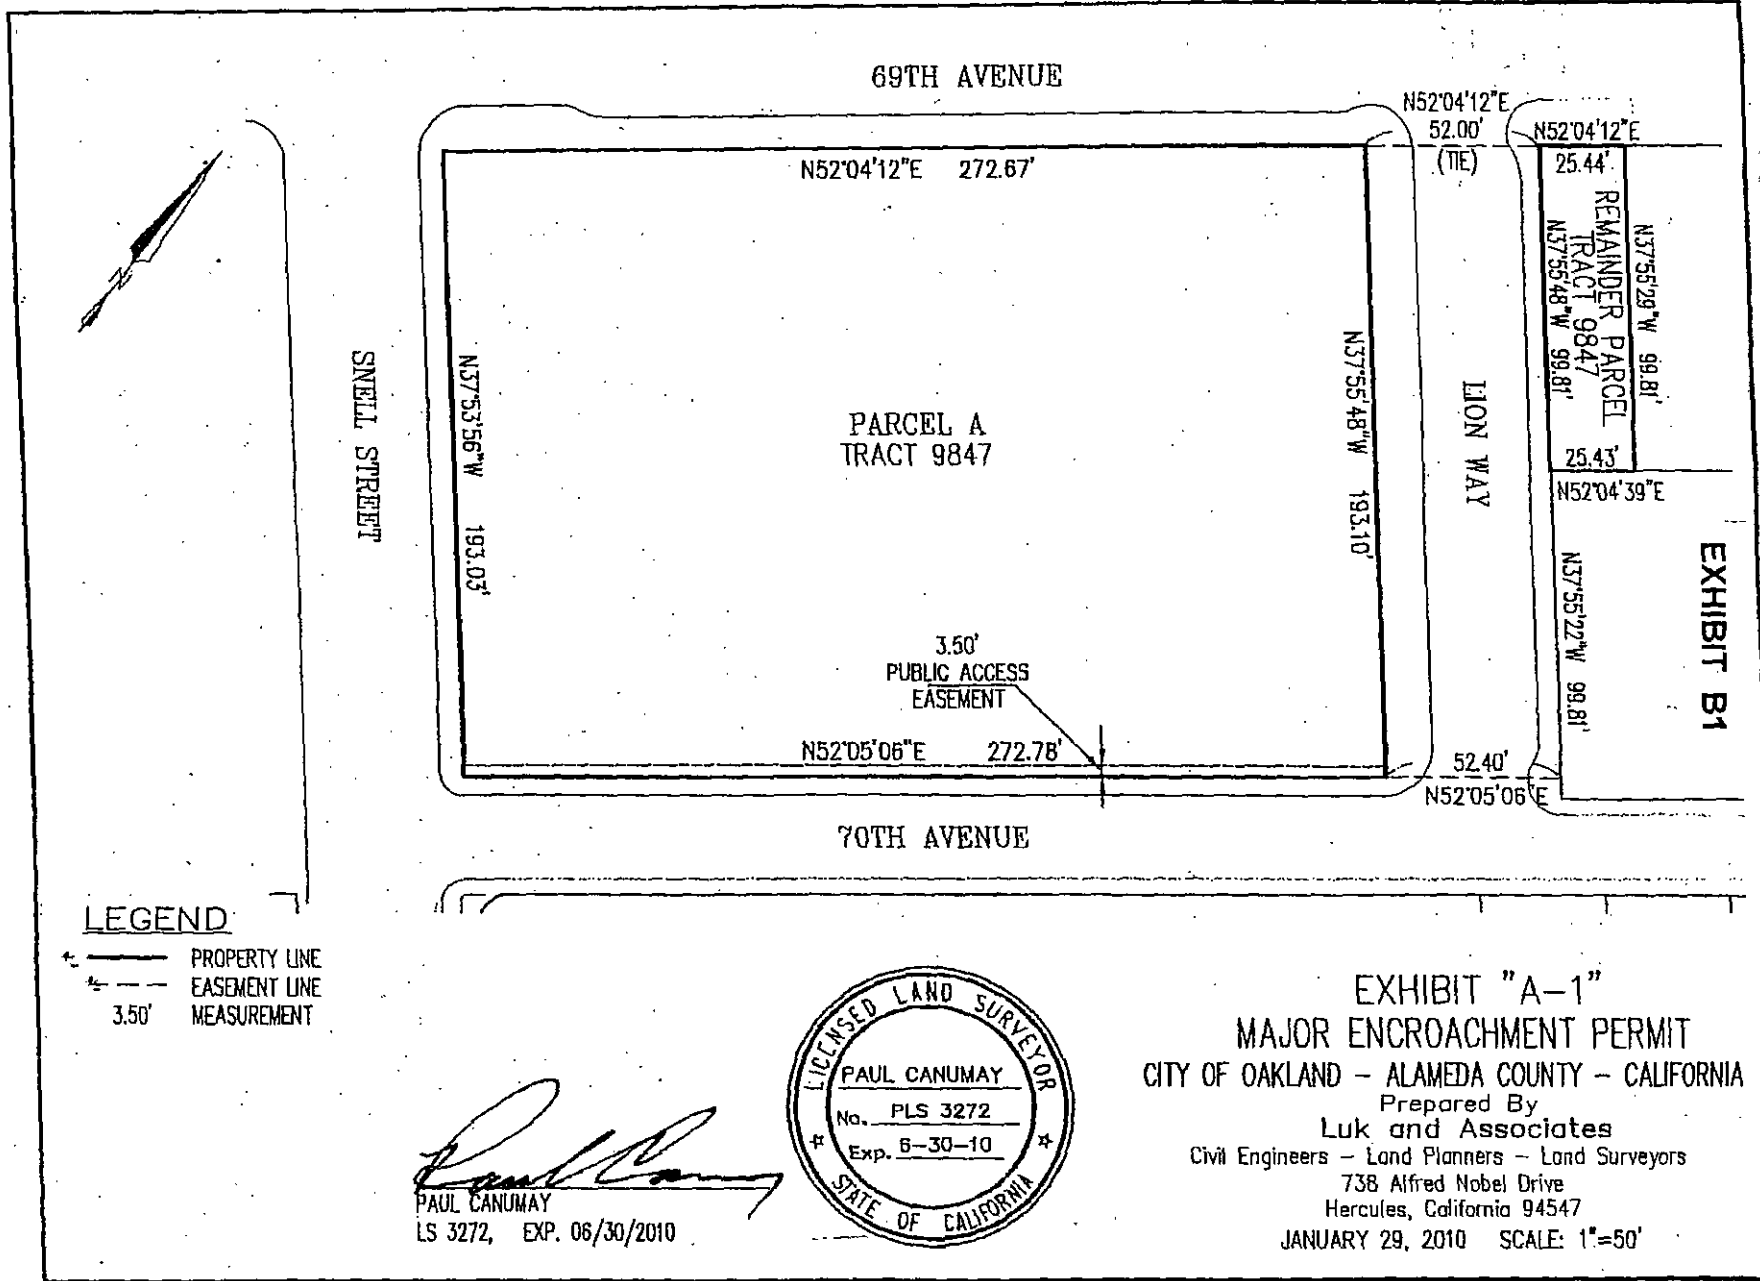 69TH AVENUE
N52°04'12"E
52.00'
(TIE)
N52°04'12"E
25.44'
N52°04'12"E 272.67'
REMAINDER PARCEL
TRACT 9847
N37°55'48"W 99.81'
N37°55'29"W 99.81'
25.43'
N52°04'39"E
SNELL STREET
N37°53'56"W 193.03'
PARCEL A
TRACT 9847
N37°55'48"W 193.10'
LION WAY
N37°55'22"W 99.81'
EXHIBIT B1
3.50'
PUBLIC ACCESS
EASEMENT
N52°05'06"E 272.78'
52.40'
N52°05'06"E
70TH AVENUE
N
LEGEND
PROPERTY LINE
EASEMENT LINE
3.50' MEASUREMENT
LICENSED LAND SURVEYOR
PAUL CANUMAY
No. PLS 3272
Exp. 6-30-10
STATE OF CALIFORNIA
PAUL CANUMAY
LS 3272, EXP. 06/30/2010
EXHIBIT "A-1"
MAJOR ENCROACHMENT PERMIT
CITY OF OAKLAND - ALAMEDA COUNTY - CALIFORNIA
Prepared By
Luk and Associates
Civil Engineers - Land Planners - Land Surveyors
738 Alfred Nobel Drive
Hercules, California 94547
JANUARY 29, 2010 SCALE: 1"=50'